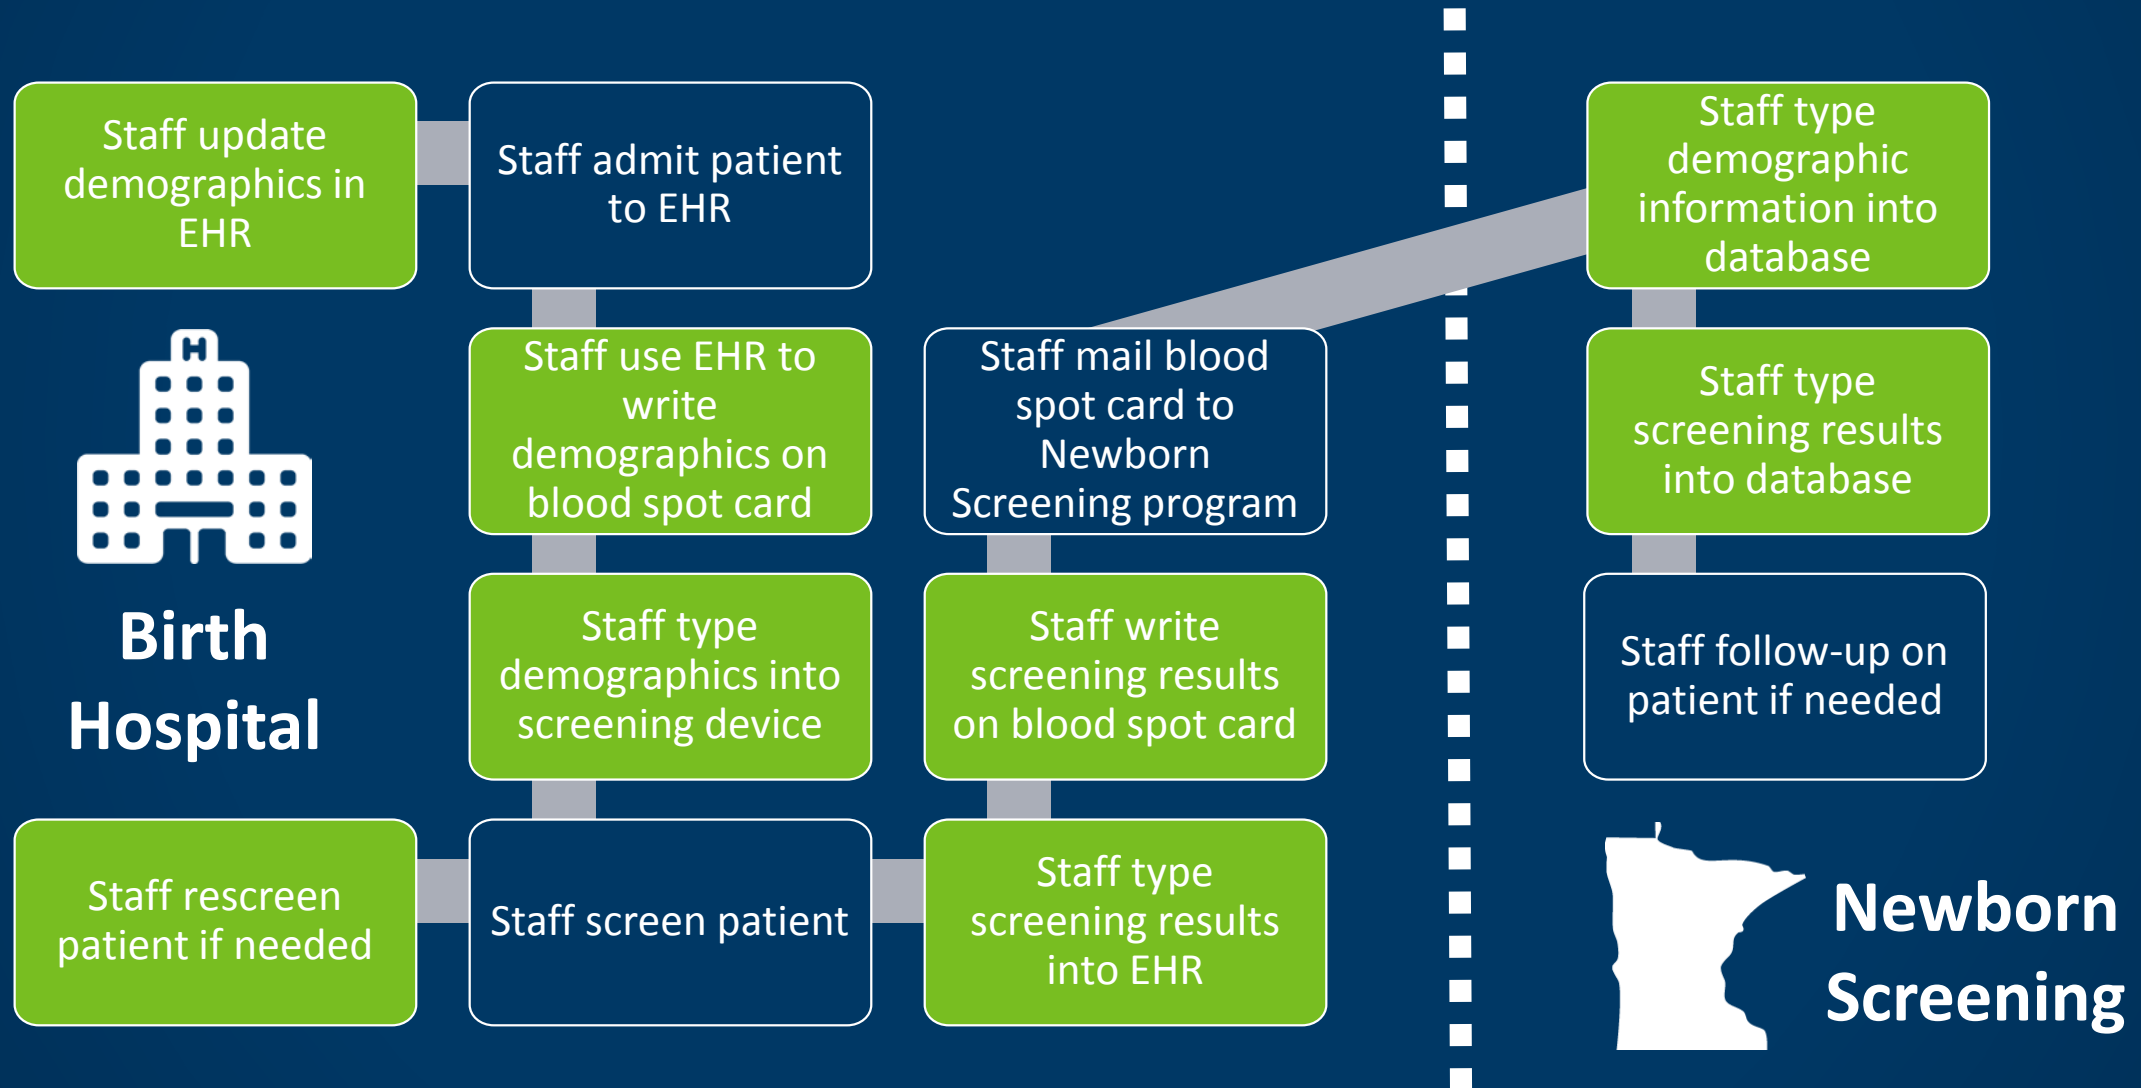 Staff update
demographics in
EHR
Staff admit patient
to EHR
Staff use EHR to
write
demographics on
blood spot card
Staff type
demographics into
screening device
Staff screen patient
Staff rescreen
patient if needed
Staff type
screening results
into EHR
Staff write
screening results
on blood spot card
Staff mail blood
spot card to
Newborn
Screening program
H
Birth
Hospital
Staff type
demographic
information into
database
Staff type
screening results
into database
Staff follow-up on
patient if needed
Newborn
Screening